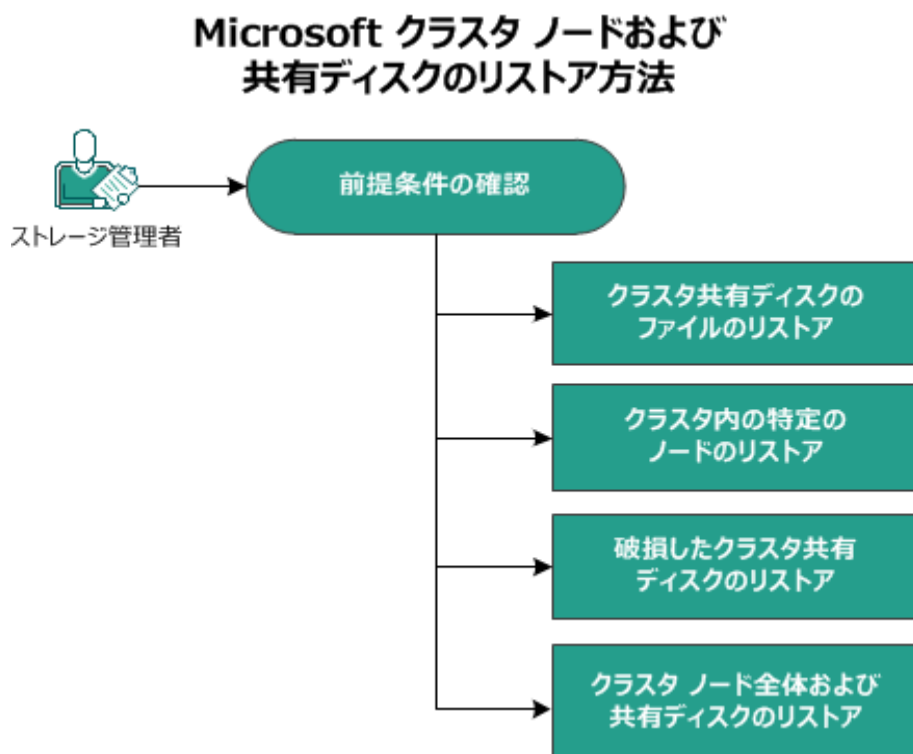 Microsoft クラスタ ノードおよび
共有ディスクのリストア方法
前提条件の確認
ストレージ管理者
クラスタ共有ディスクの
ファイルのリストア
クラスタ内の特定の
ノードのリストア
破損したクラスタ共有
ディスクのリストア
クラスタ ノード全体および
共有ディスクのリストア